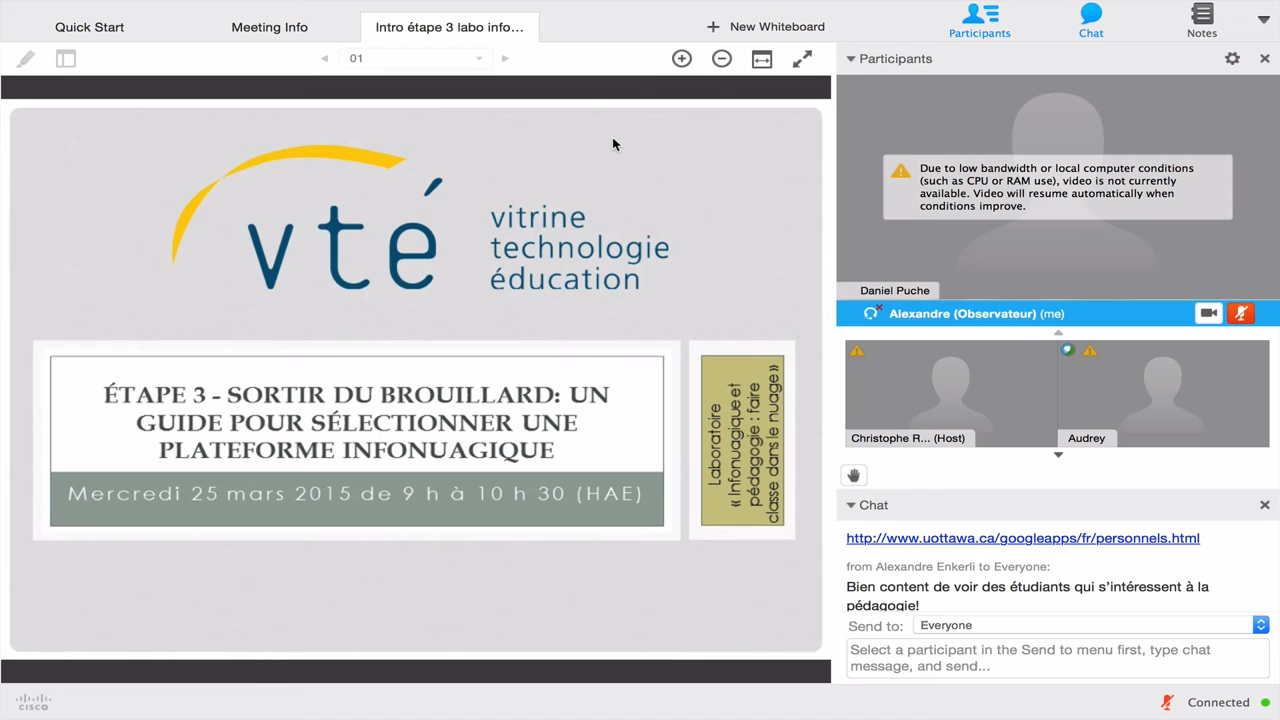 Quick Start
Meeting Info
Intro étape 3 labo info...
New Whiteboard
Participants
Chat
Notes
01
vté
vitrine
technologie
éducation
ÉTAPE 3 - SORTIR DU BROUILLARD: UN
GUIDE POUR SÉLECTIONNER UNE
PLATEFORME INFONUAGIQUE
Mercredi 25 mars 2015 de 9 h à 10 h 30 (HAE)
Laboratoire
« Infonuagique et
pédagogie : faire
classe dans le nuage »
Participants
Due to low bandwidth or local computer conditions
(such as CPU or RAM use), video is not currently
available. Video will resume automatically when
conditions improve.
Daniel Puche
Alexandre (Observateur) (me)
Christophe R... (Host)
Audrey
Chat
http://www.uottawa.ca/googleapps/fr/personnels.html
from Alexandre Enkerli to Everyone:
Bien content de voir des étudiants qui s’intéressent à la
pédagogie!
Send to:
Everyone
Select a participant in the Send to menu first, type chat
message, and send...
CISCO
Connected